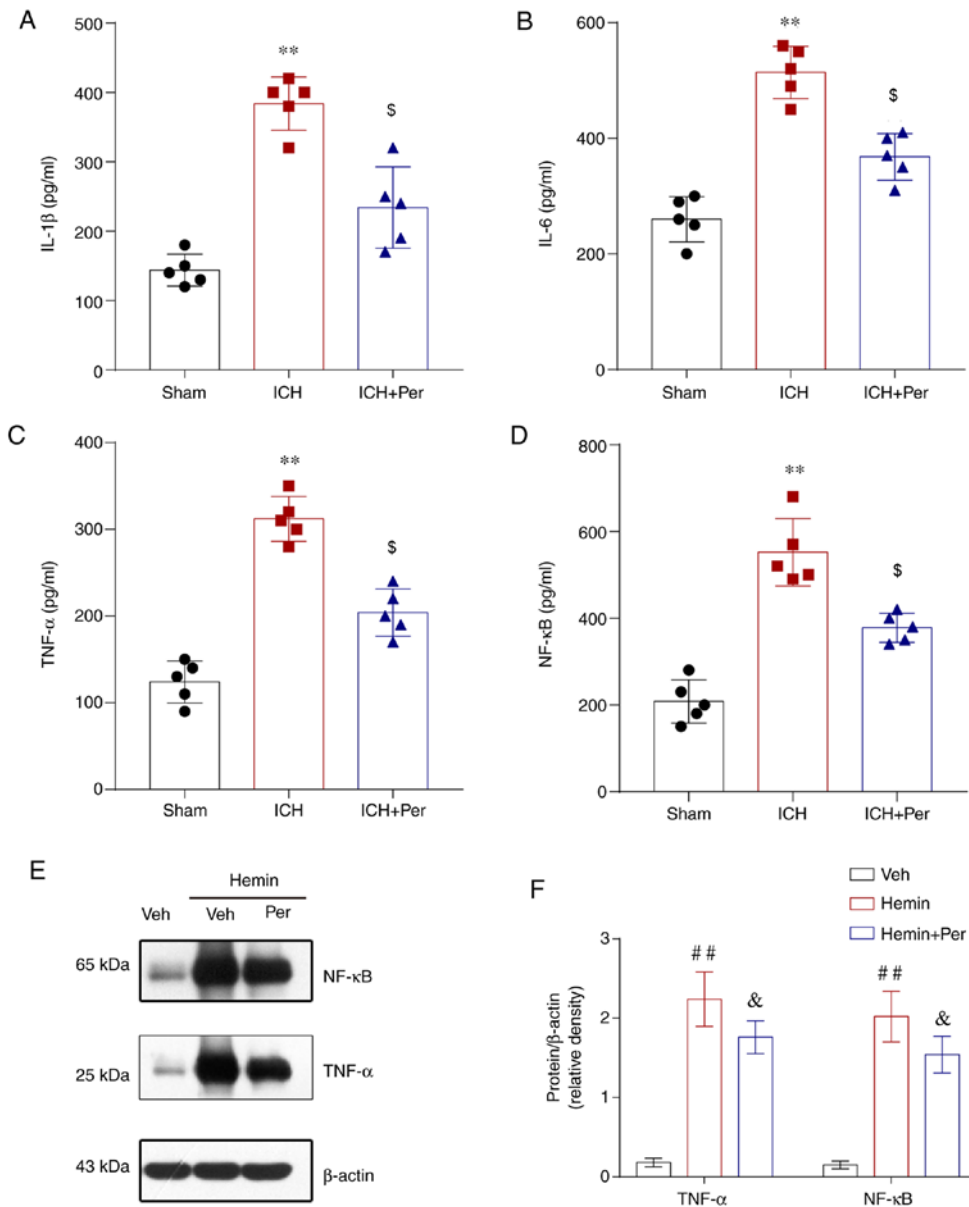 A
IL-1β (pg/ml)
500
400
300
200
100
0
**
$
Sham ICH ICH+Per
B
IL-6 (pg/ml)
600
400
200
0
**
$
Sham ICH ICH+Per
C
TNF-α (pg/ml)
400
300
200
100
0
**
$
Sham ICH ICH+Per
D
NF-κB (pg/ml)
800
600
400
200
0
**
$
Sham ICH ICH+Per
E
Hemin
Veh Veh Per
65 kDa NF-κB
25 kDa TNF-α
43 kDa β-actin
F
Veh
Hemin
Hemin+Per
Protein/β-actin
(relative density)
3
2
1
0
## & ## &
TNF-α NF-κB